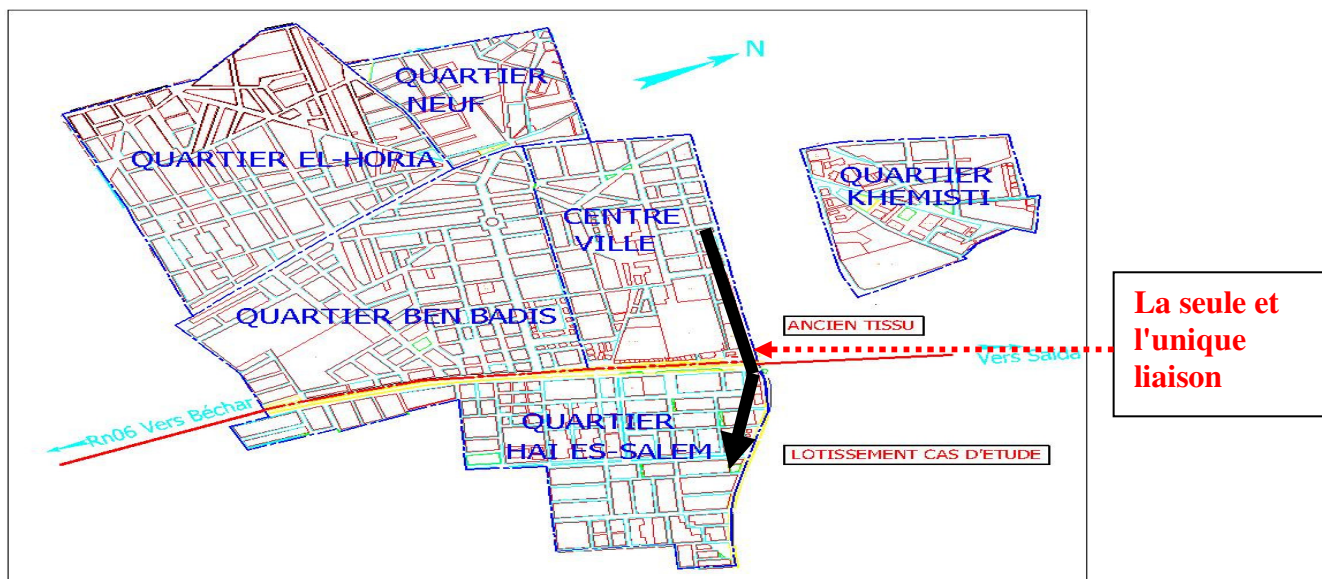 N
QUARTIER
NEUF
QUARTIER EL-HORIA
QUARTIER
KHEMISTI
CENTRE
VILLE
QUARTIER BEN BADIS
ANCIEN TISSU
Vers Saida
La seule et
l'unique
liaison
Rn06 Vers Béchar
QUARTIER
HAI ES-SALEM
LOTISSEMENT CAS D'ETUDE